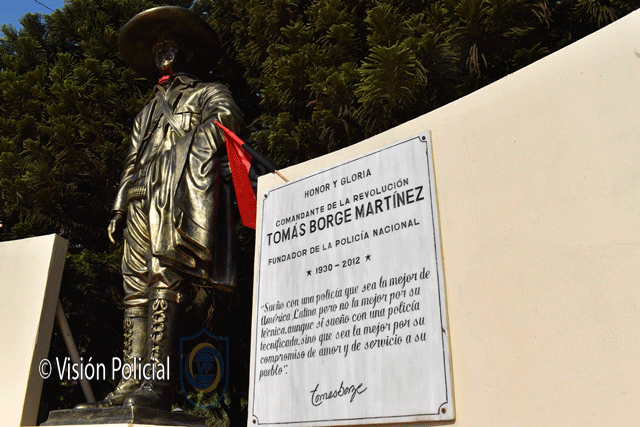 HONOR Y GLORIA
COMANDANTE DE LA REVOLUCIÓN
TOMÁS BORGE MARTÍNEZ
FUNDADOR DE LA POLICÍA NACIONAL
★ 1930 - 2012 ★
"Sueño con una policía que sea la mejor de
América Latina, pero no la mejor por su
técnica, aunque sí sueño con una policía
tecnificada, sino que sea la mejor por su
compromiso de amor y de servicio a su
pueblo".
Tomas Borge
© Visión Policial